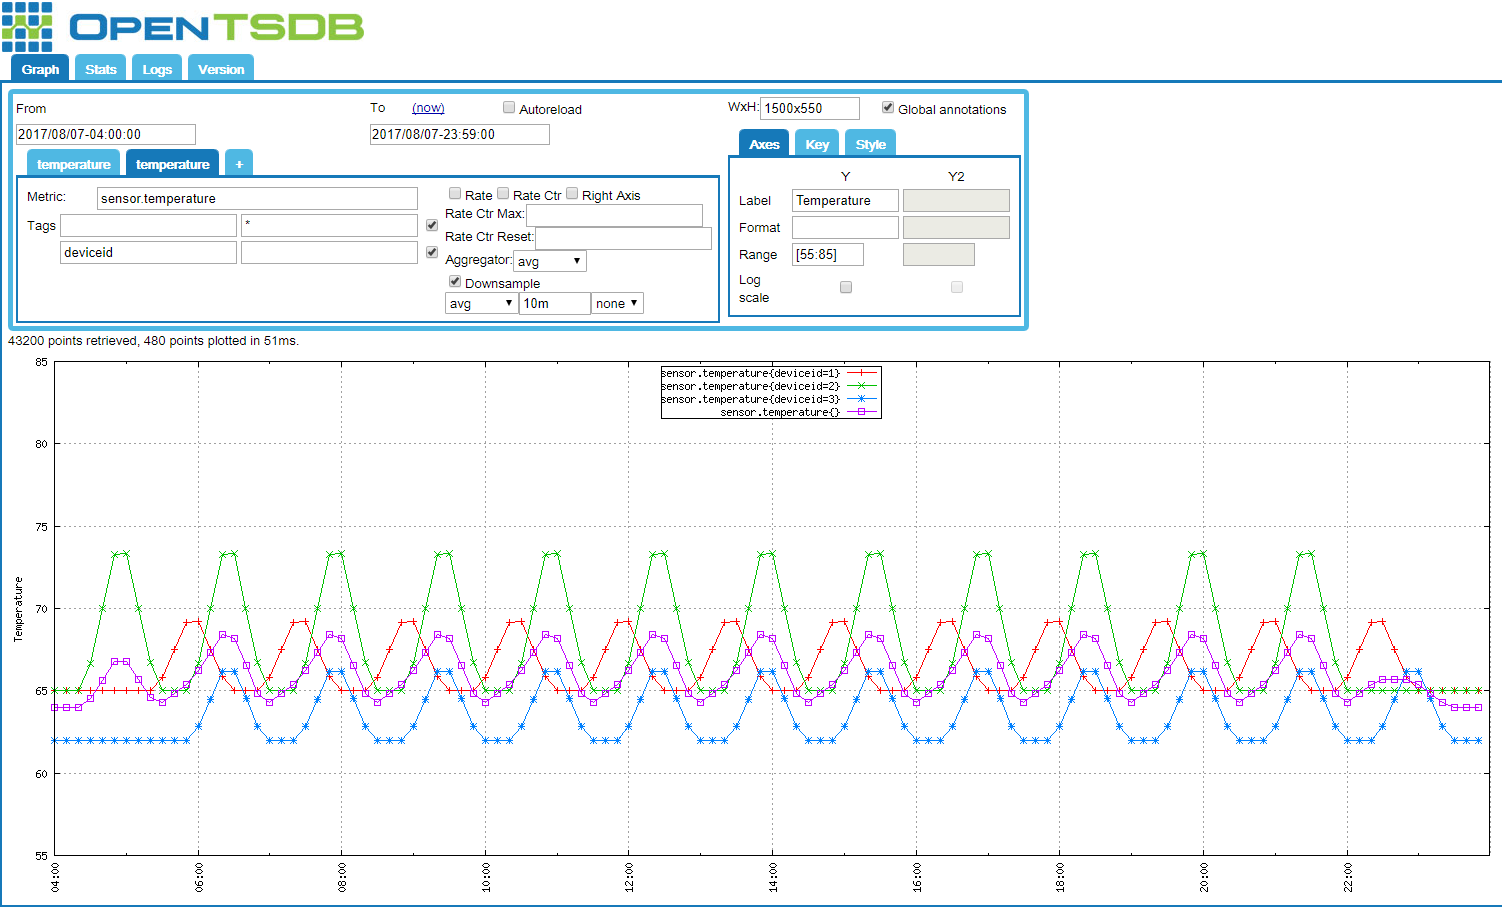 OPENTSDB
Graph Stats Logs Version
From To (now) Autoreload WxH: 1500x550 Global annotations
2017/08/07-04:00:00 2017/08/07-23:59:00
temperature temperature +
Metric: sensor.temperature
Tags *
deviceid
Rate Rate Ctr Right Axis
Rate Ctr Max:
Rate Ctr Reset:
Aggregator: avg
Downsample
avg 10m none
Axes Key Style
Y Y2
Label Temperature
Format
Range [55:85]
Log
scale
43200 points retrieved, 480 points plotted in 51ms.
sensor.temperature{deviceid=1}
sensor.temperature{deviceid=2}
sensor.temperature{deviceid=3}
sensor.temperature{}
85
80
75
70
65
60
55
Temperature
04:00 06:00 08:00 10:00 12:00 14:00 16:00 18:00 20:00 22:00